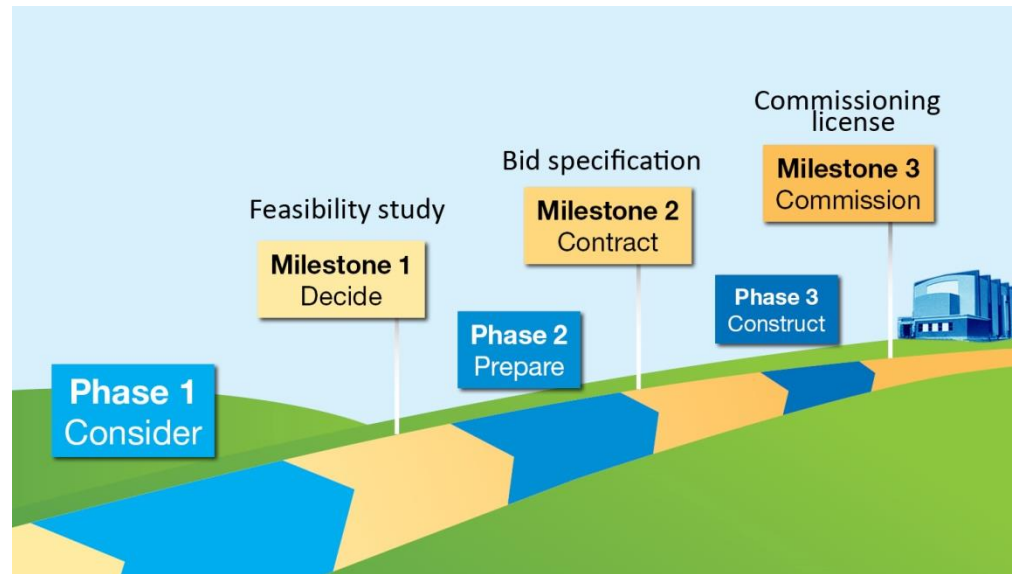 Phase 1
Consider
Feasibility study
Milestone 1
Decide
Phase 2
Prepare
Bid specification
Milestone 2
Contract
Phase 3
Construct
Commissioning
license
Milestone 3
Commission